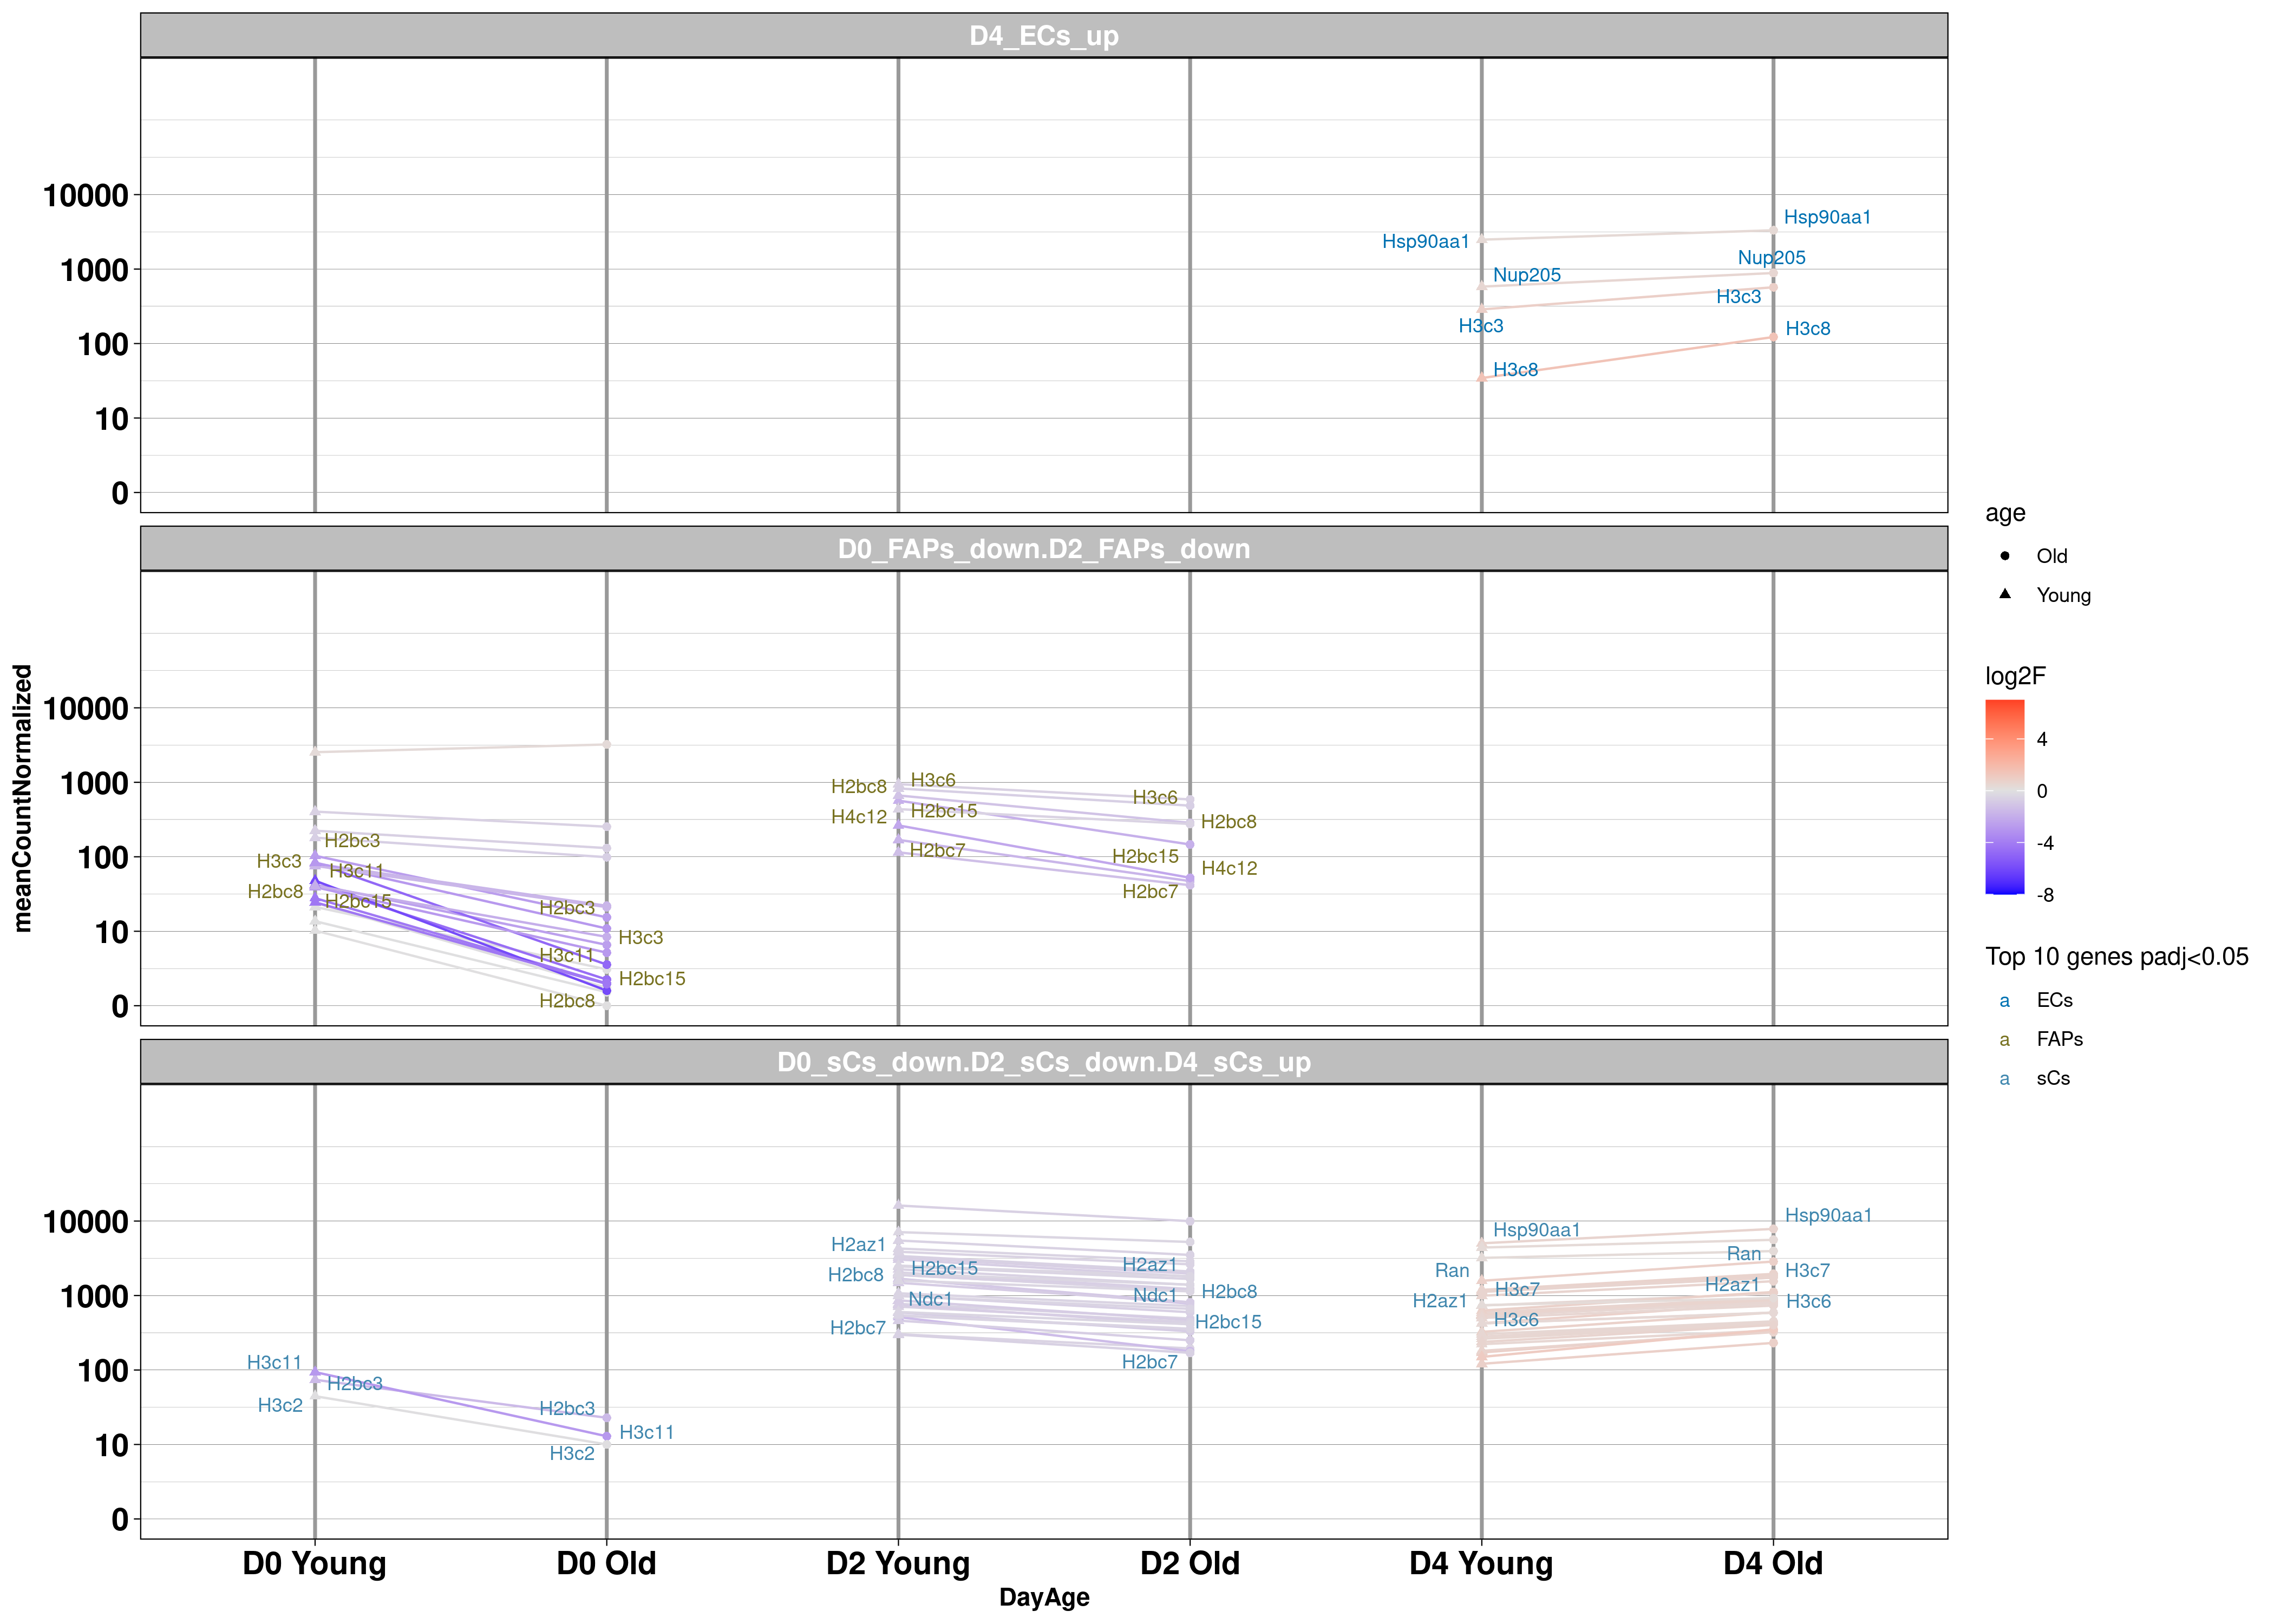 D4_ECs_up
10000
1000
100
10
0
Hsp90aa1
Hsp90aa1
Nup205
Nup205
H3c3
H3c3
H3c8
H3c8
D0_FAPs_down.D2_FAPs_down
10000
1000
100
10
0
H2bc3
H3c3
H3c11
H2bc8
H2bc15
H2bc3
H3c3
H3c11
H2bc15
H2bc8
H2bc8
H3c6
H2bc15
H4c12
H2bc7
H3c6
H2bc8
H2bc15
H4c12
H2bc7
D0_sCs_down.D2_sCs_down.D4_sCs_up
10000
1000
100
10
0
H3c11
H2bc3
H3c2
H2bc3
H3c11
H3c2
H2az1
H2bc15
H2bc8
Ndc1
H2bc7
H2az1
H2bc8
Ndc1
H2bc15
H2bc7
Hsp90aa1
Ran
H3c7
H2az1
H3c6
Hsp90aa1
Ran
H3c7
H2az1
H3c6
D0 Young D0 Old D2 Young D2 Old D4 Young D4 Old
DayAge
meanCountNormalized
age
Old
Young
log2F
4
0
-4
-8
Top 10 genes padj<0.05
a ECs
a FAPs
a sCs